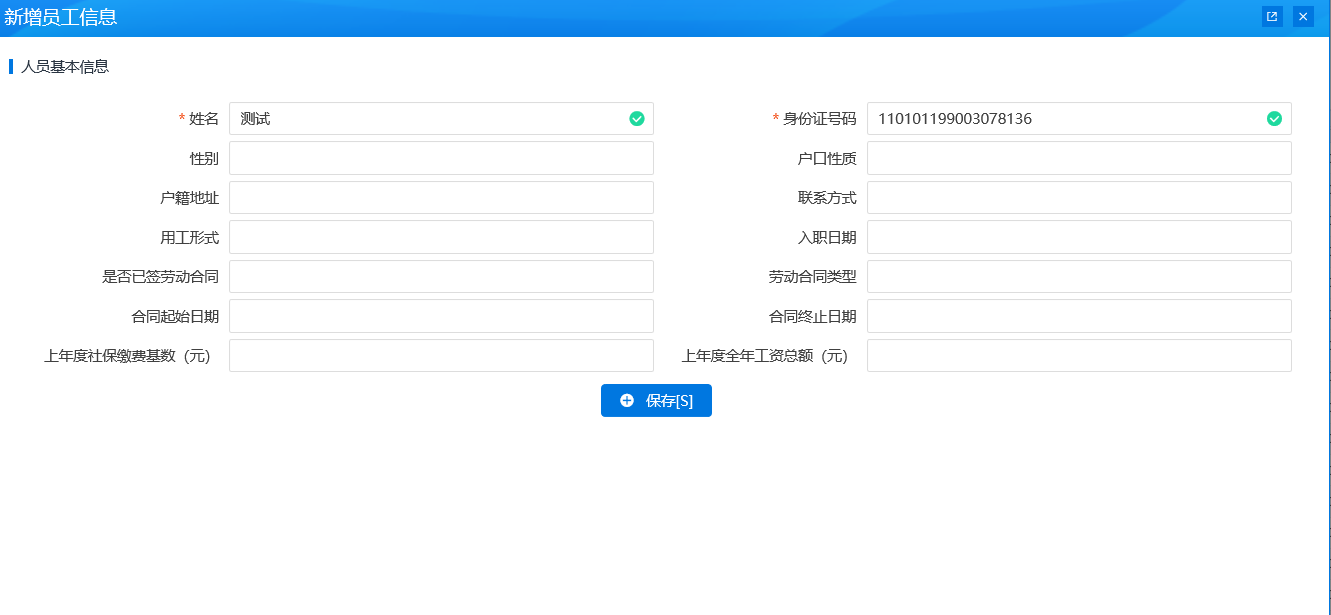 新增员工信息
人员基本信息
* 姓名 测试 * 身份证号码 110101199003078136
性别 户口性质
户籍地址 联系方式
用工形式 入职日期
是否已签劳动合同 劳动合同类型
合同起始日期 合同终止日期
上年度社保缴费基数（元） 上年度全年工资总额（元）
保存[S]